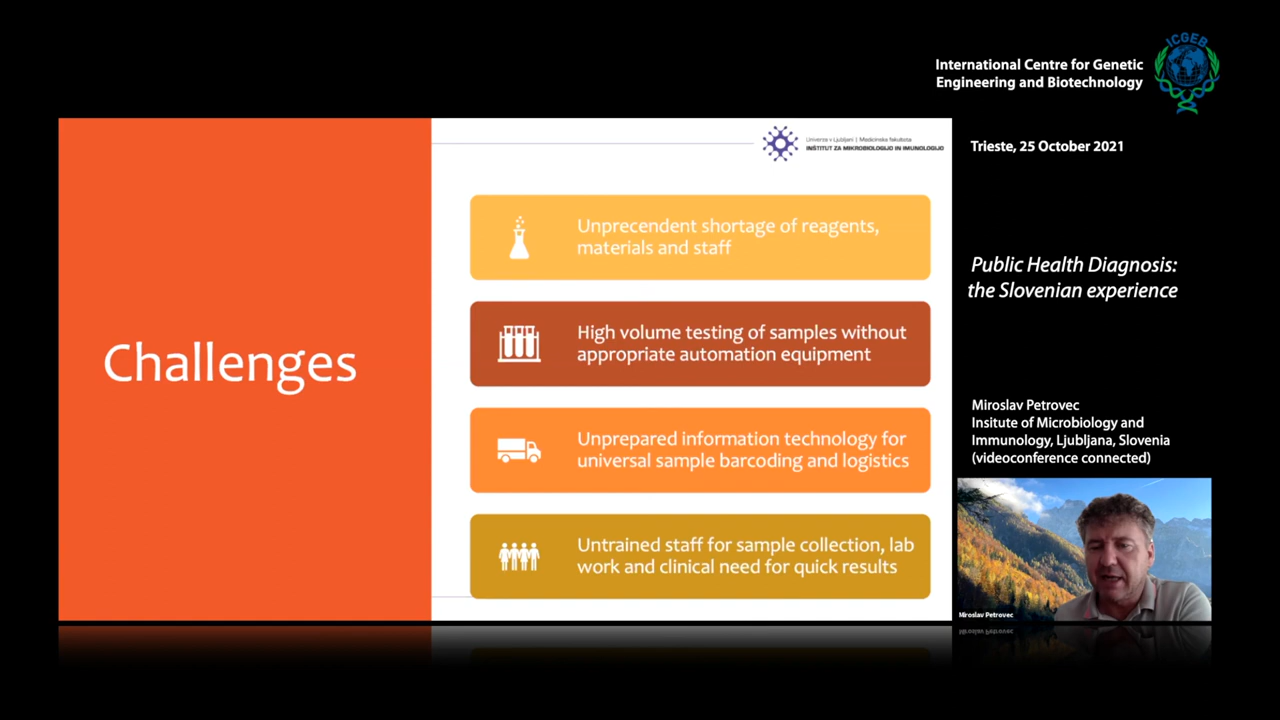 ICGEB
International Centre for Genetic
Engineering and Biotechnology
Trieste, 25 October 2021
Public Health Diagnosis:
the Slovenian experience
Miroslav Petrovec
Insitute of Microbiology and
Immunology, Ljubljana, Slovenia
(videoconference connected)
Miroslav Petrovec
Challenges
Univerza v Ljubljani | Medicinska fakulteta
INŠTITUT ZA MIKROBIOLOGIJO IN IMUNOLOGIJO
Unprecendent shortage of reagents,
materials and staff
High volume testing of samples without
appropriate automation equipment
Unprepared information technology for
universal sample barcoding and logistics
Untrained staff for sample collection, lab
work and clinical need for quick results